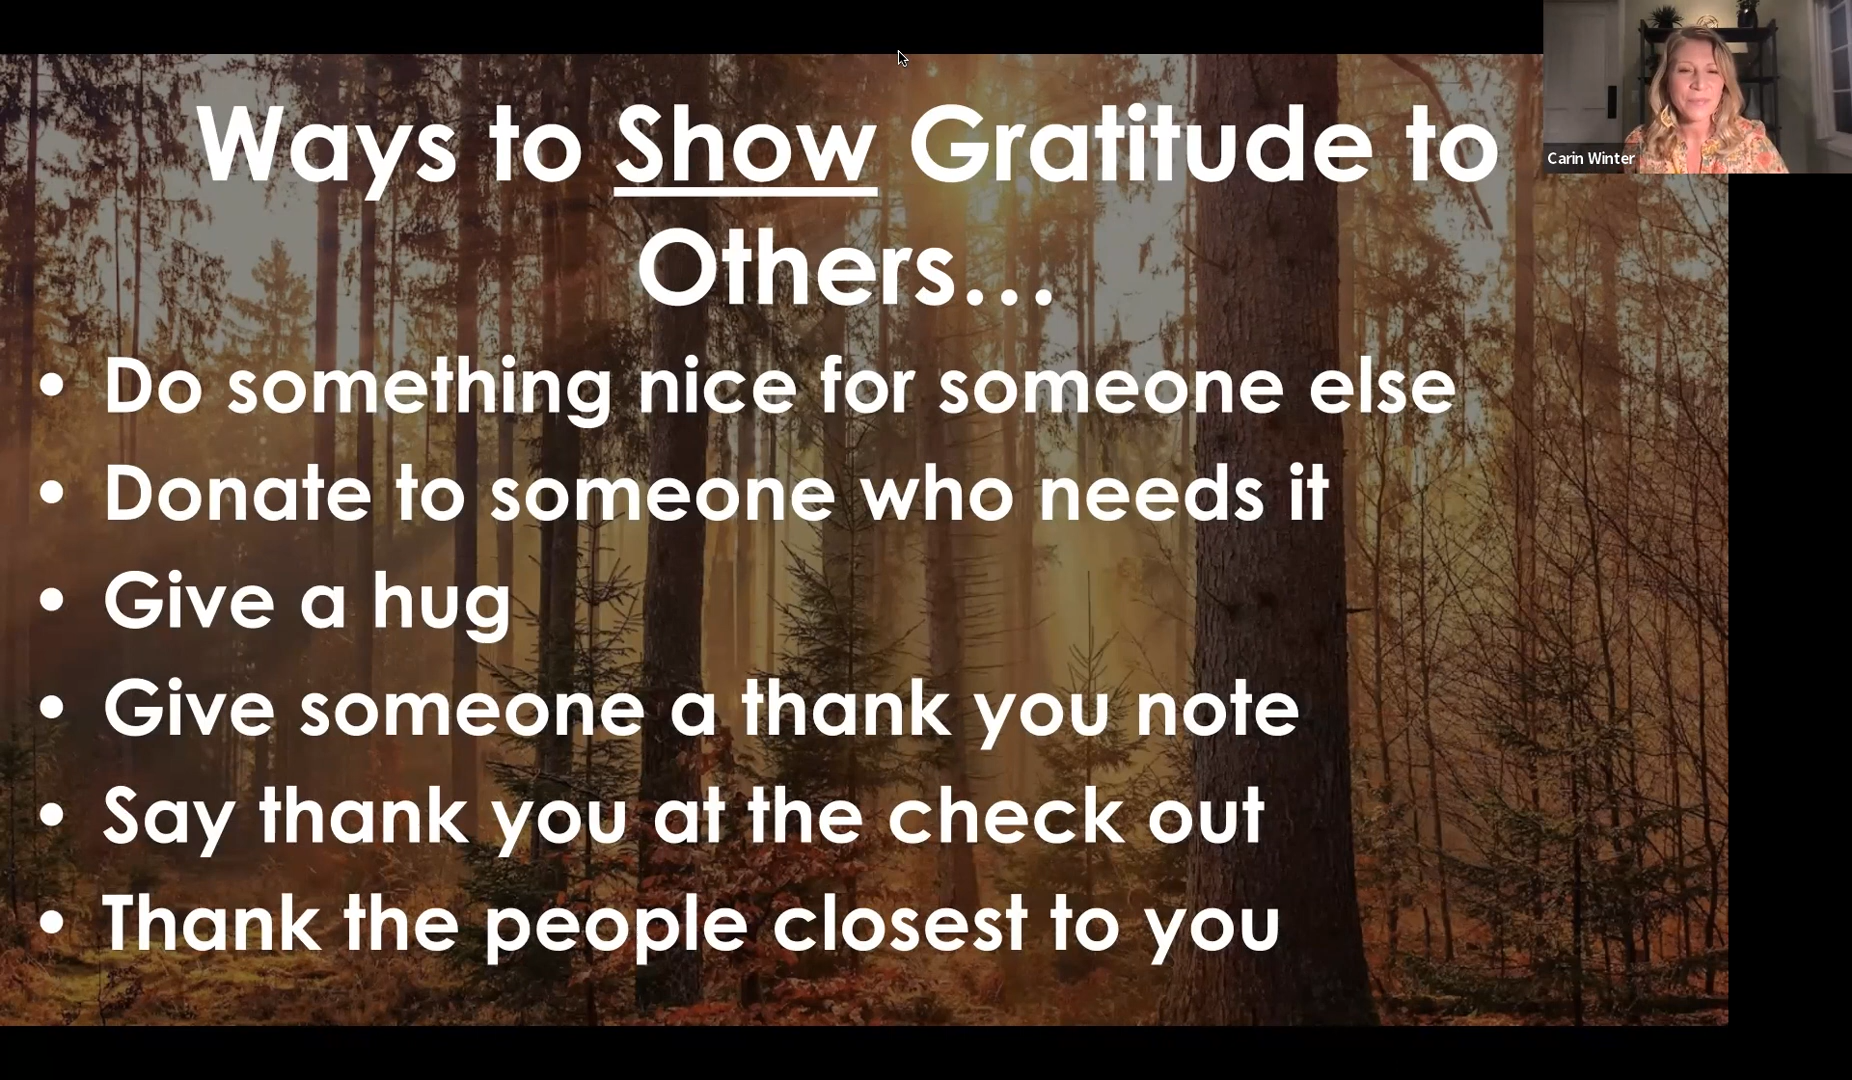 Ways to Show Gratitude to
Others...
• Do something nice for someone else
• Donate to someone who needs it
• Give a hug
• Give someone a thank you note
• Say thank you at the check out
• Thank the people closest to you
Carin Winter